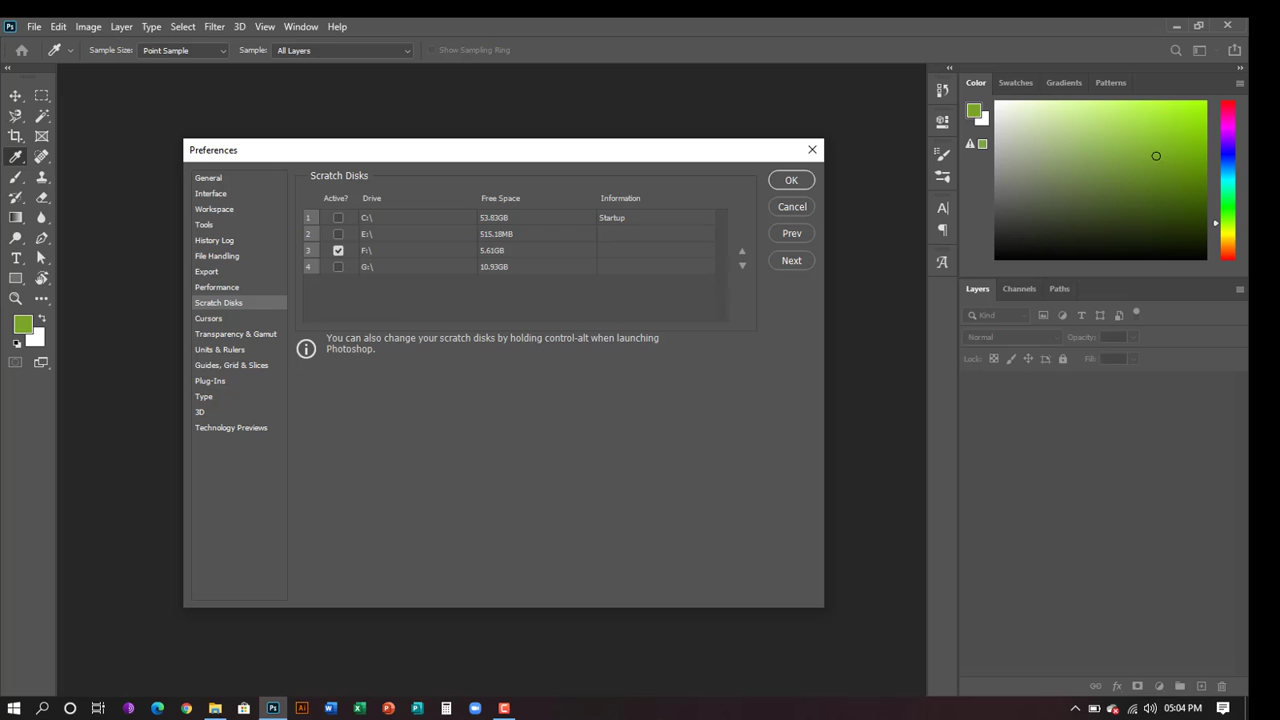 Ps File Edit Image Layer Type Select Filter 3D View Window Help
Sample Size: Point Sample Sample: All Layers Show Sampling Ring
Color Swatches Gradients Patterns
Preferences
General
Interface
Workspace
Tools
History Log
File Handling
Export
Performance
Scratch Disks
Cursors
Transparency & Gamut
Units & Rulers
Guides, Grid & Slices
Plug-Ins
Type
3D
Technology Previews
Scratch Disks
Active? Drive Free Space Information
1 C:\ 53.83GB Startup
2 E:\ 515.18MB
3 F:\ 5.61GB
4 G:\ 10.93GB
You can also change your scratch disks by holding control-alt when launching
Photoshop.
OK
Cancel
Prev
Next
Layers Channels Paths
Kind
Normal Opacity:
Lock: Fill:
05:04 PM